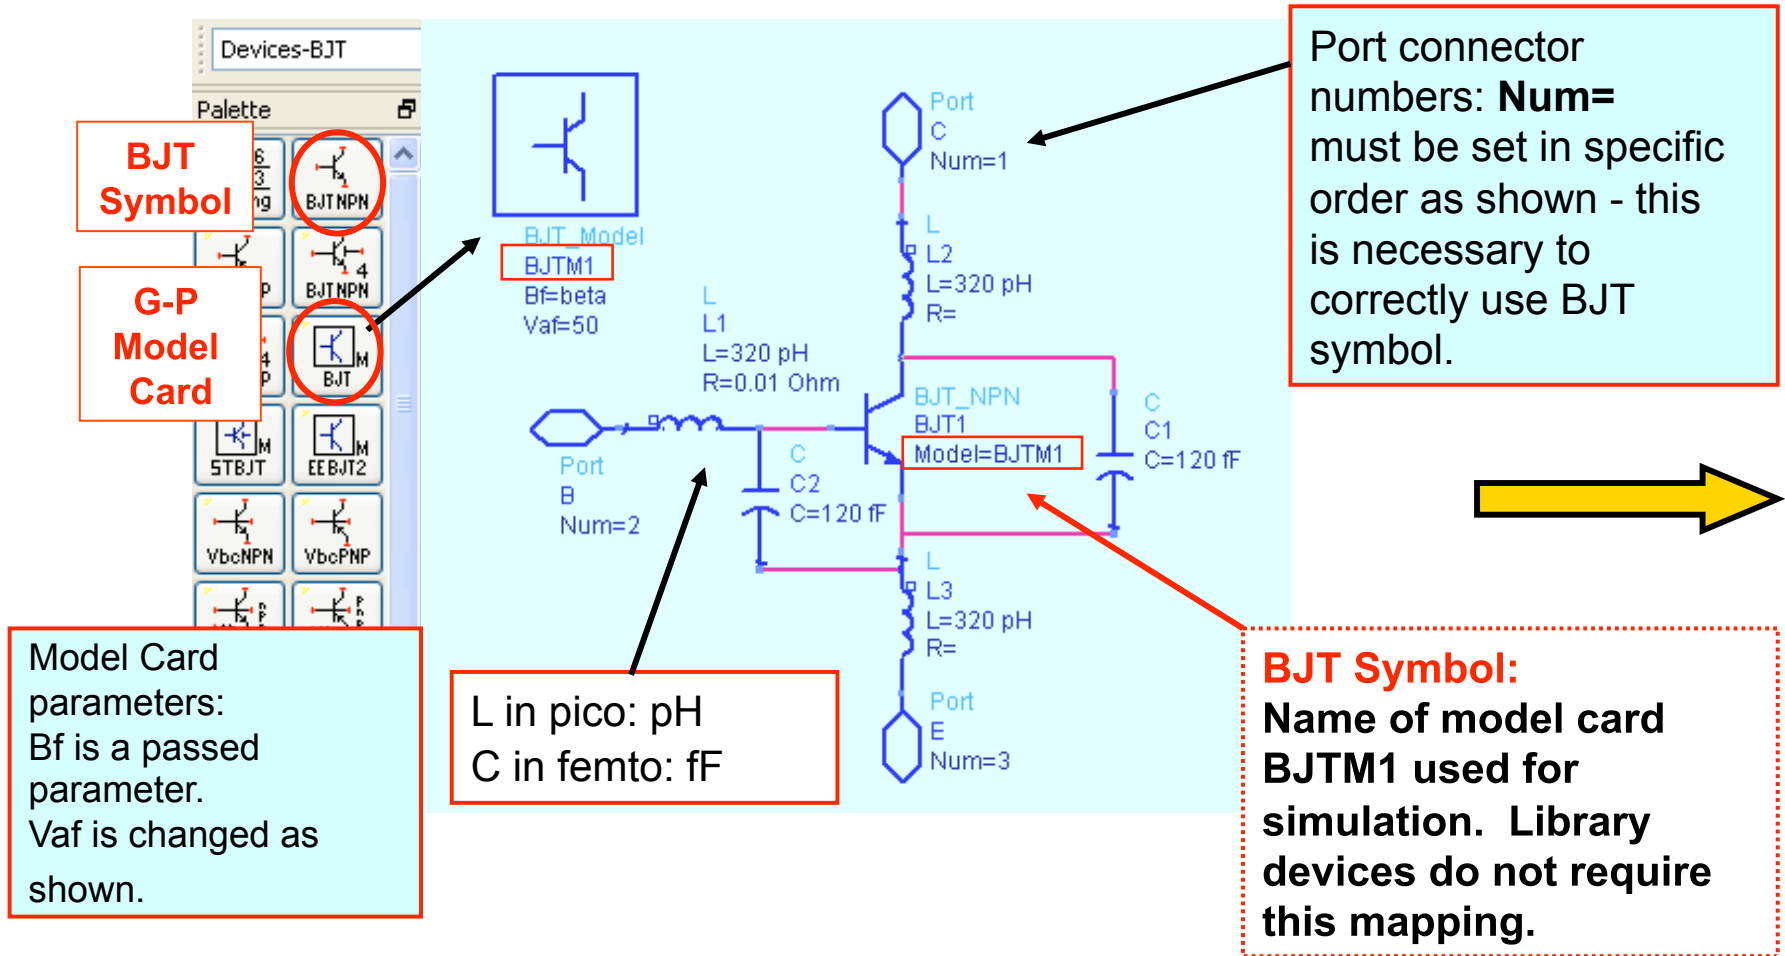 Devices-BJT
Palette
BJT
Symbol
BJTNPN
G-P
Model
Card
4
BJTNPN
M
BJT
M
STBJT
M
EEBJT2
VbcNPN
VbcPNP
Model Card
parameters:
Bf is a passed
parameter.
Vaf is changed as
shown.
BJT_Model
BJTM1
Bf=beta
Vaf=50
L
L1
L=320 pH
R=0.01 Ohm
Port
B
Num=2
C
C2
C=120 fF
L in pico: pH
C in femto: fF
Port
C
Num=1
L
L2
L=320 pH
R=
BJT_NPN
BJT1
Model=BJTM1
C
C1
C=120 fF
L
L3
L=320 pH
R=
Port
E
Num=3
Port connector
numbers: Num=
must be set in specific
order as shown - this
is necessary to
correctly use BJT
symbol.
BJT Symbol:
Name of model card
BJTM1 used for
simulation. Library
devices do not require
this mapping.